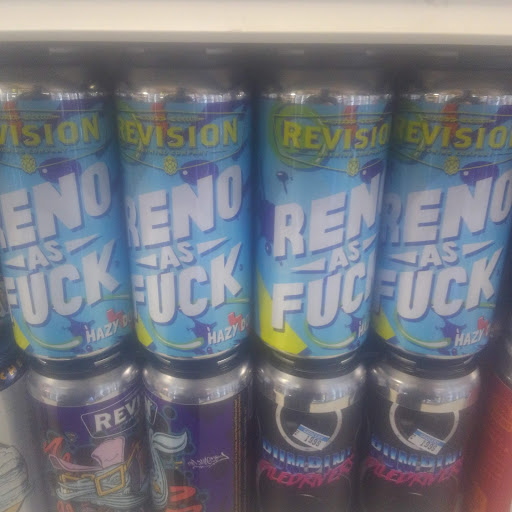 REVISION
RENO
AS
FUCK
HAZY
REVISION
RENO
AS
FUCK
HAZY
REVISION
RENO
AS
FUCK
REVISION
RENO
AS
FUCK
HAZY
REV
PILEDRIVER
PILEDRIVER